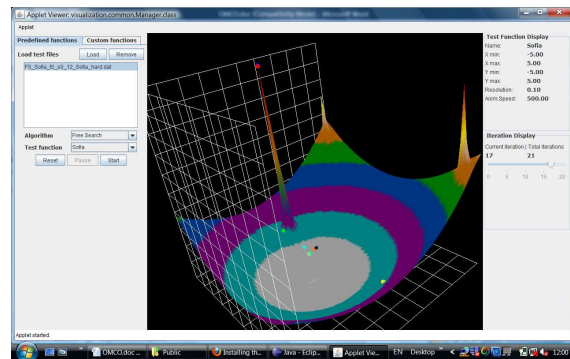 Applet Viewer: visualization.common.Manager.class
Applet
Predefined functions Custom functions
Load test files Load Remove
FS_Sofia_t5_s0_12_Sofia_hard.dat
Algorithm Free Search
Test function Sofia
Reset Pause Start
Test Function Display
Name: Sofia
X min: -5.00
X max: 5.00
Y min: -5.00
Y max: 5.00
Resolution: 0.10
Anim.Speed: 500.00
Iteration Display
Current iteration | Total iterations
17 21
0 5 10 15 20
Applet started.
OMCO.doc ... Public Installing th... Java - Eclip... Applet Vie... EN Desktop 12:00